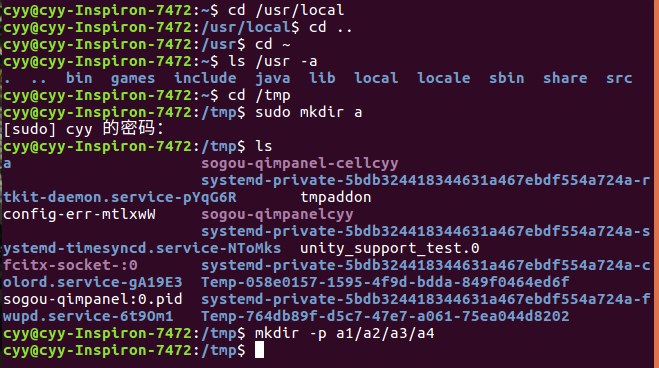 cyy@cyy-Inspiron-7472:~$ cd /usr/local
cyy@cyy-Inspiron-7472:/usr/local$ cd ..
cyy@cyy-Inspiron-7472:/usr$ cd ~
cyy@cyy-Inspiron-7472:~$ ls /usr -a
.  ..  bin  games  include  java  lib  local  locale  sbin  share  src
cyy@cyy-Inspiron-7472:~$ cd /tmp
cyy@cyy-Inspiron-7472:/tmp$ sudo mkdir a
[sudo] cyy 的密码：
cyy@cyy-Inspiron-7472:/tmp$ ls
a                        sogou-qimpanel-cellcyy
                         systemd-private-5bdb324418344631a467ebdf554a724a-r
tkit-daemon.service-pYqG6R        tmpaddon
config-err-mtlxwW        sogou-qimpanelcyy
                         systemd-private-5bdb324418344631a467ebdf554a724a-s
ystemd-timesyncd.service-NToMks  unity_support_test.0
fcitx-socket-:0          systemd-private-5bdb324418344631a467ebdf554a724a-c
olord.service-gA19E3  Temp-058e0157-1595-4f9d-bdda-849f0464ed6f
sogou-qimpanel:0.pid     systemd-private-5bdb324418344631a467ebdf554a724a-f
wupd.service-6t9Om1   Temp-764db89f-d5c7-47e7-a061-75ea044d8202
cyy@cyy-Inspiron-7472:/tmp$ mkdir -p a1/a2/a3/a4
cyy@cyy-Inspiron-7472:/tmp$